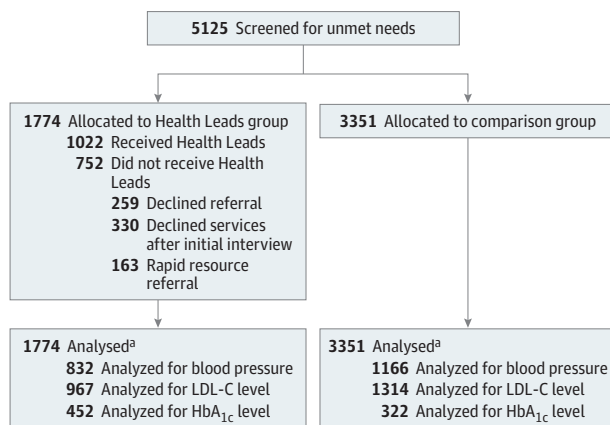 5125 Screened for unmet needs
1774 Allocated to Health Leads group
1022 Received Health Leads
752 Did not receive Health
Leads
259 Declined referral
330 Declined services
after initial interview
163 Rapid resource
referral
3351 Allocated to comparison group
1774 Analysedᵃ
832 Analyzed for blood pressure
967 Analyzed for LDL-C level
452 Analyzed for HbA₁c level
3351 Analysedᵃ
1166 Analyzed for blood pressure
1314 Analyzed for LDL-C level
322 Analyzed for HbA₁c level